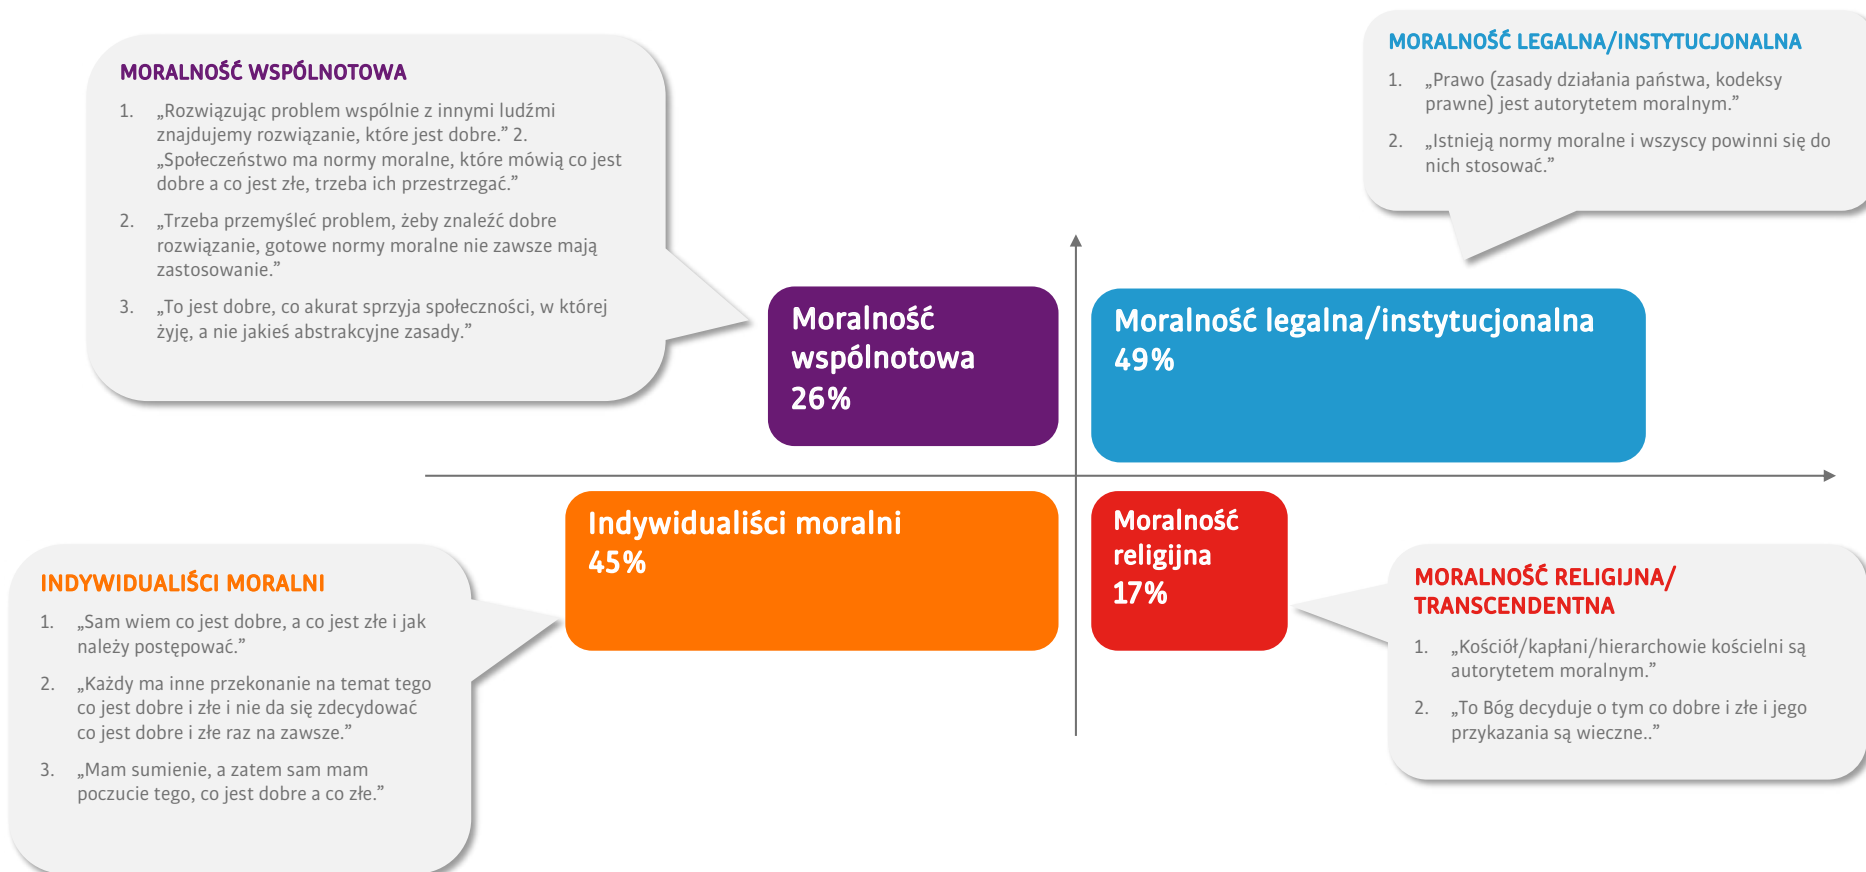 MORALNOŚĆ WSPÓLNOTOWA
1. „Rozwiązując problem wspólnie z innymi ludźmi
znajdujemy rozwiązanie, które jest dobre.” 2.
„Społeczeństwo ma normy moralne, które mówią co jest
dobre a co jest złe, trzeba ich przestrzegać.”
2. „Trzeba przemyśleć problem, żeby znaleźć dobre
rozwiązanie, gotowe normy moralne nie zawsze mają
zastosowanie.”
3. „To jest dobre, co akurat sprzyja społeczności, w której
żyję, a nie jakieś abstrakcyjne zasady.”
MORALNOŚĆ LEGALNA/INSTYTUCJONALNA
1. „Prawo (zasady działania państwa, kodeksy
prawne) jest autorytetem moralnym.”
2. „Istnieją normy moralne i wszyscy powinni się do
nich stosować.”
Moralność
wspólnotowa
26%
Moralność legalna/instytucjonalna
49%
Indywidualiści moralni
45%
Moralność
religijna
17%
INDYWIDUALIŚCI MORALNI
1. „Sam wiem co jest dobre, a co jest złe i jak
należy postępować.”
2. „Każdy ma inne przekonanie na temat tego
co jest dobre i złe i nie da się zdecydować
co jest dobre i złe raz na zawsze.”
3. „Mam sumienie, a zatem sam mam
poczucie tego, co jest dobre a co złe.”
MORALNOŚĆ RELIGIJNA/
TRANSCENDENTNA
1. „Kościół/kapłani/hierarchowie kościelni są
autorytetem moralnym.”
2. „To Bóg decyduje o tym co dobre i złe i jego
przykazania są wieczne..”